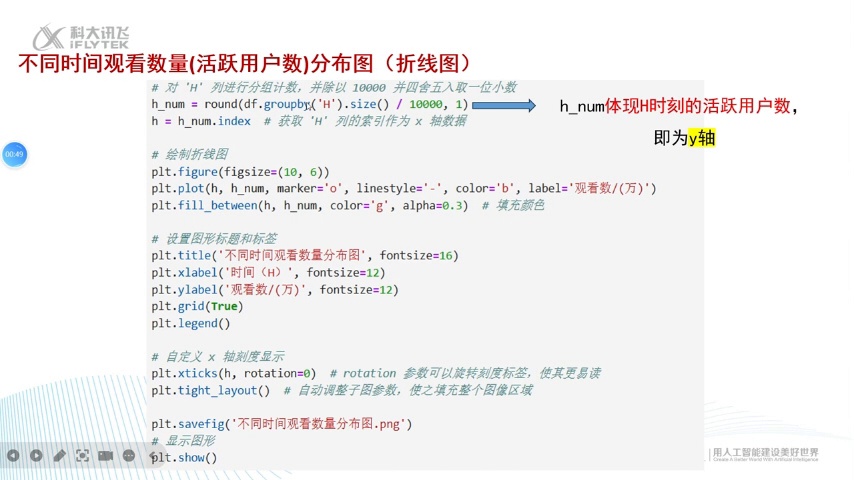 科大讯飞
iFLYTEK
不同时间观看数量(活跃用户数)分布图（折线图）
# 对 'H' 列进行分组计数，并除以 10000 并四舍五入取一位小数
h_num = round(df.groupby('H').size() / 10000, 1)
h = h_num.index  # 获取 'H' 列的索引作为 x 轴数据
h_num体现H时刻的活跃用户数，
即为y轴
00:49
# 绘制折线图
plt.figure(figsize=(10, 6))
plt.plot(h, h_num, marker='o', linestyle='-', color='b', label='观看数/(万)')
plt.fill_between(h, h_num, color='g', alpha=0.3)  # 填充颜色
# 设置图形标题和标签
plt.title('不同时间观看数量分布图', fontsize=16)
plt.xlabel('时间（H）', fontsize=12)
plt.ylabel('观看数/(万)', fontsize=12)
plt.grid(True)
plt.legend()
# 自定义 x 轴刻度显示
plt.xticks(h, rotation=0)  # rotation 参数可以旋转刻度标签，使其更易读
plt.tight_layout()  # 自动调整子图参数，使之填充整个图像区域
plt.savefig('不同时间观看数量分布图.png')
# 显示图形
plt.show()
用人工智能建设美好世界
Create A Better World With Artificial Intelligence